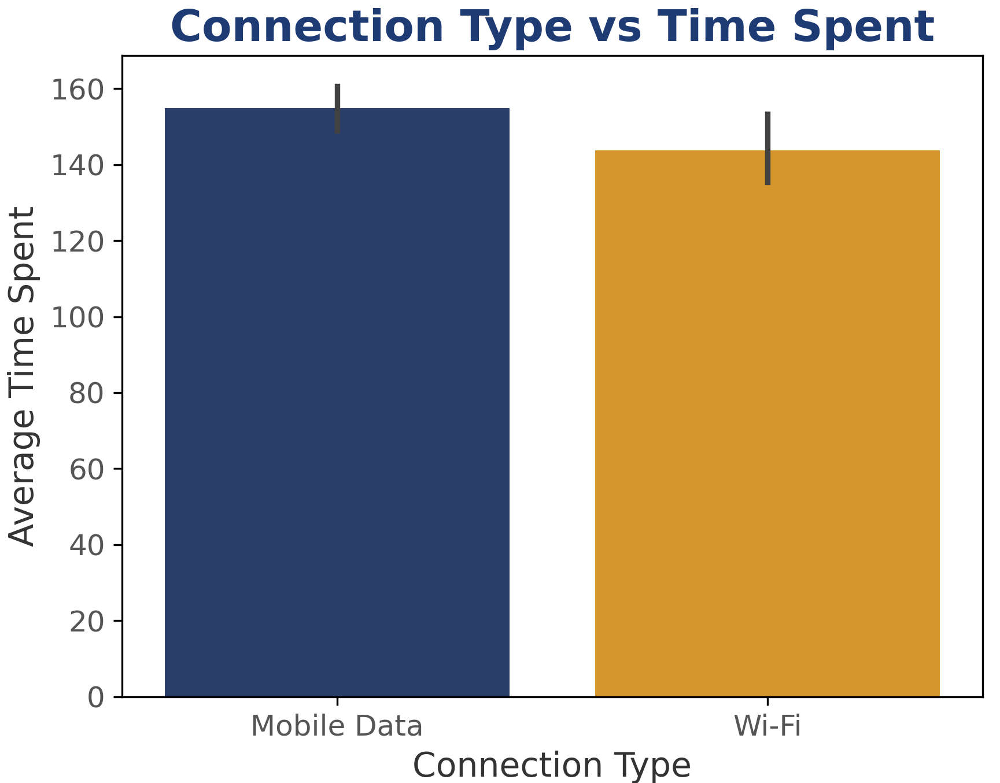 Connection Type vs Time Spent
160
140
120
100
80
60
40
20
0
Average Time Spent
Mobile Data
Wi-Fi
Connection Type